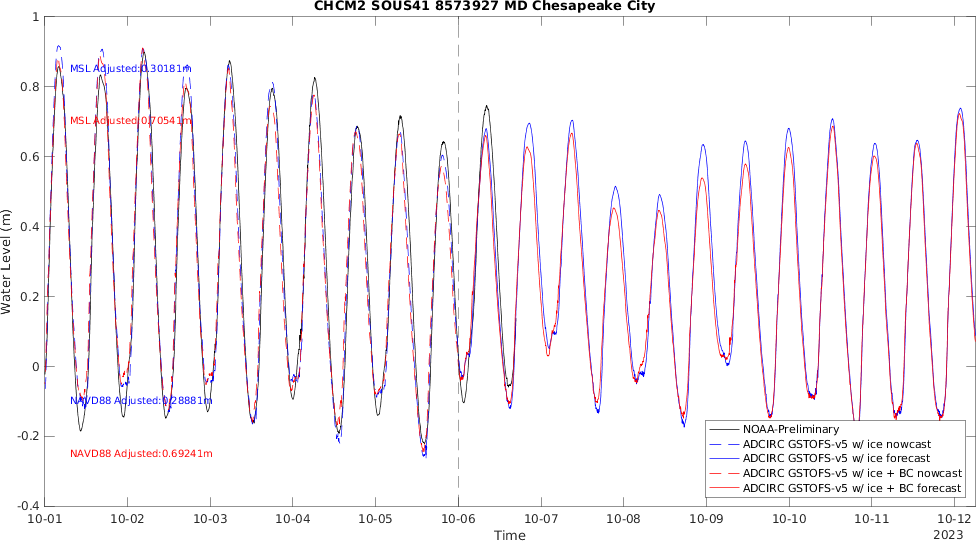 CHCM2 SOUS41 8573927 MD Chesapeake City
1
0.8
0.6
0.4
0.2
0
-0.2
-0.4
Water Level (m)
MSL Adjusted:0.30181m
MSL Adjusted:0.70541m
NAVD88 Adjusted:0.28881m
NAVD88 Adjusted:0.69241m
NOAA-Preliminary
ADCIRC GSTOFS-v5 w/ ice nowcast
ADCIRC GSTOFS-v5 w/ ice forecast
ADCIRC GSTOFS-v5 w/ ice + BC nowcast
ADCIRC GSTOFS-v5 w/ ice + BC forecast
10-01 10-02 10-03 10-04 10-05 10-06 10-07 10-08 10-09 10-10 10-11 10-12
2023
Time